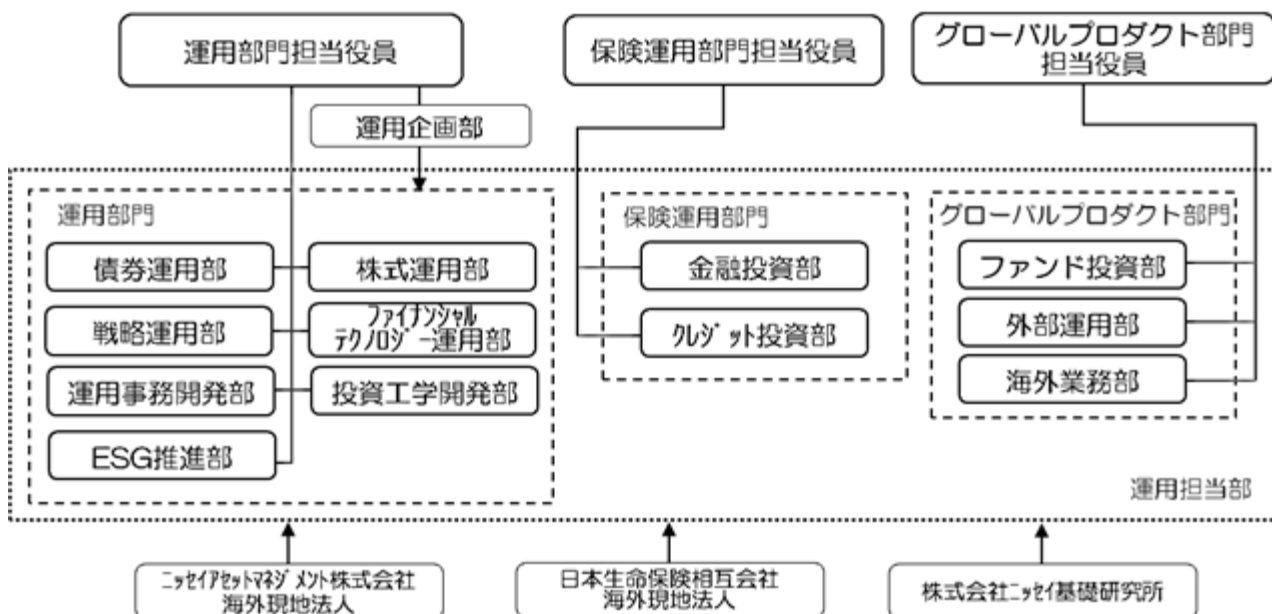 運用部門担当役員
保険運用部門担当役員
グローバルプロダクト部門
担当役員
運用企画部
運用部門
債券運用部
株式運用部
戦略運用部
ファイナンシャル
テクノロジー運用部
運用事務開発部
投資工学開発部
ESG推進部
保険運用部門
金融投資部
クレジット投資部
グローバルプロダクト部門
ファンド投資部
外部運用部
海外業務部
運用担当部
ニッセイアセットマネジメント株式会社
海外現地法人
日本生命保険相互会社
海外現地法人
株式会社ニッセイ基礎研究所